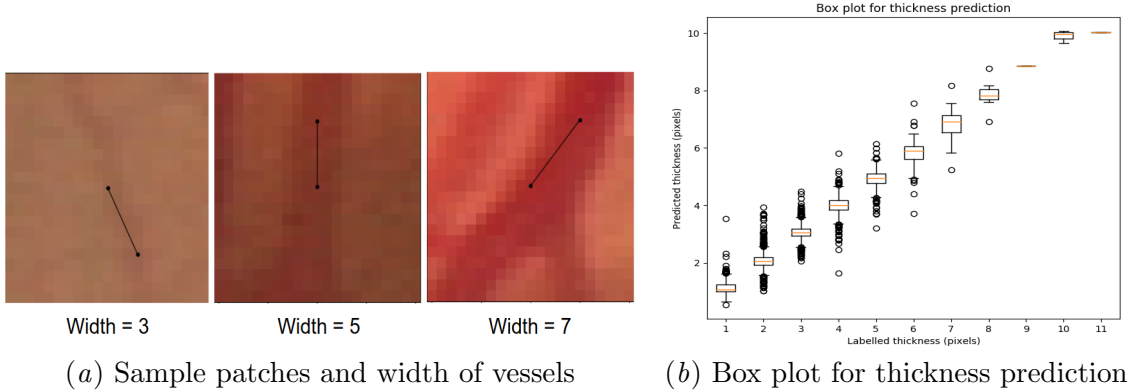 Width = 3
Width = 5
Width = 7
(a) Sample patches and width of vessels
Box plot for thickness prediction
Predicted thickness (pixels)
10
8
6
4
2
1 2 3 4 5 6 7 8 9 10 11
Labelled thickness (pixels)
(b) Box plot for thickness prediction